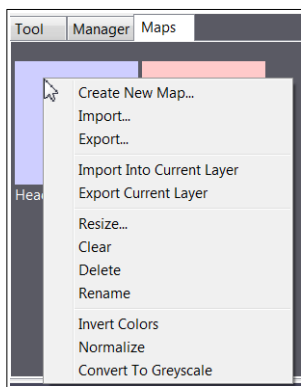 Tool Manager Maps
Create New Map...
Import...
Export...
Import Into Current Layer
Export Current Layer
Resize...
Clear
Delete
Rename
Invert Colors
Normalize
Convert To Greyscale